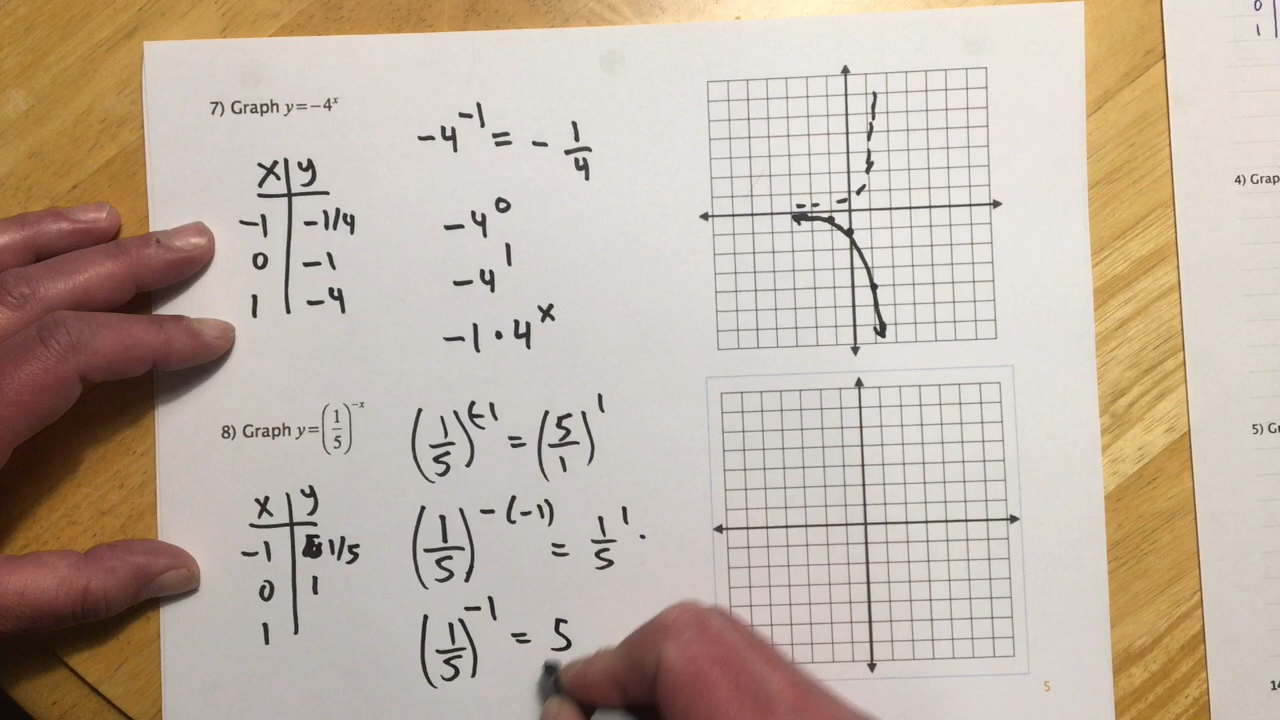 7) Graph y=-4^x
-4^-1 = - 1/4
x | y
-1 | -1/4
0 | -1
1 | -4
-4^0
-4^1
-1 · 4^x
8) Graph y=(1/5)^-x
(1/5)^(-1 = (5/1)^1
x | y
-1 | 1/5
0 | 1
1
(1/5)^-(-1) = 1/5^1 .
(1/5)^-1 = 5
5
0
1
4) Grap
5) G
14